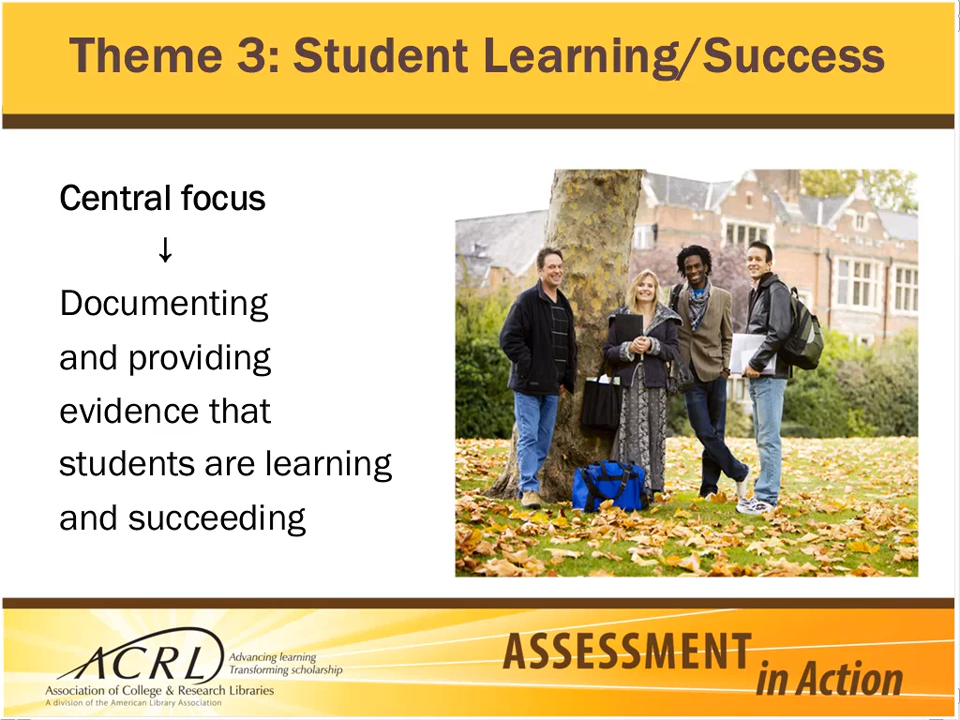 Theme 3: Student Learning/Success
Central focus
↓
Documenting
and providing
evidence that
students are learning
and succeeding
ACRL
Advancing learning
Transforming scholarship
Association of College & Research Libraries
A division of the American Library Association
ASSESSMENT
in Action